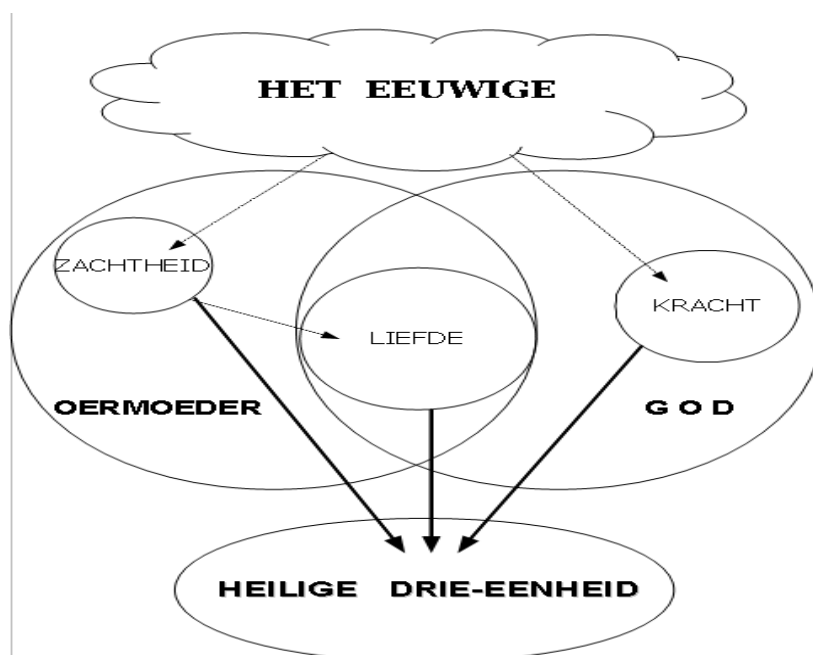 HET EEUWIGE
ZACHTHEID
KRACHT
LIEFDE
OERMOEDER
G O D
HEILIGE DRIE-EENHEID